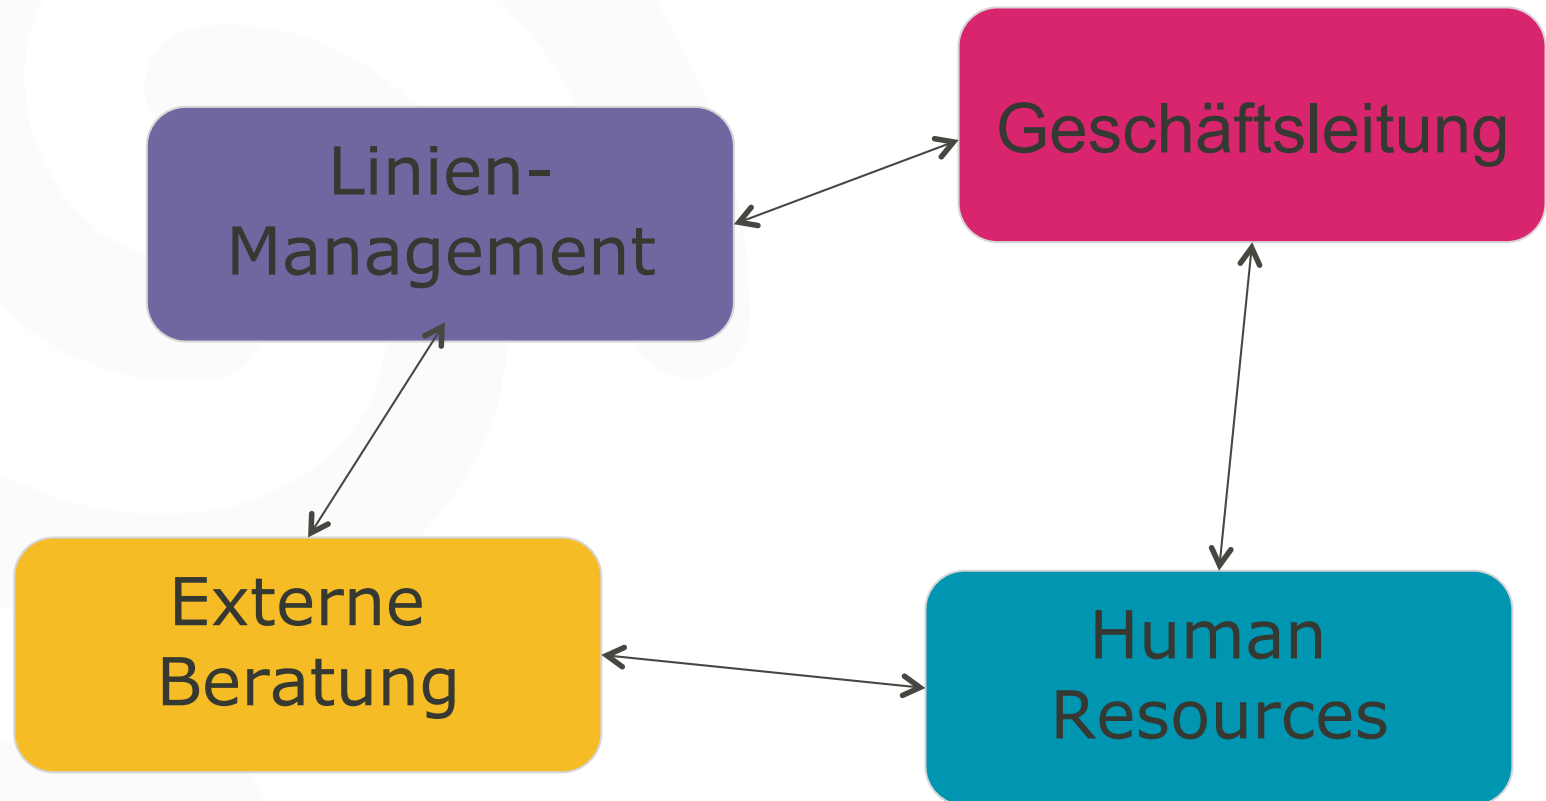 Geschäftsleitung
Linien-
Management
Externe
Beratung
Human
Resources